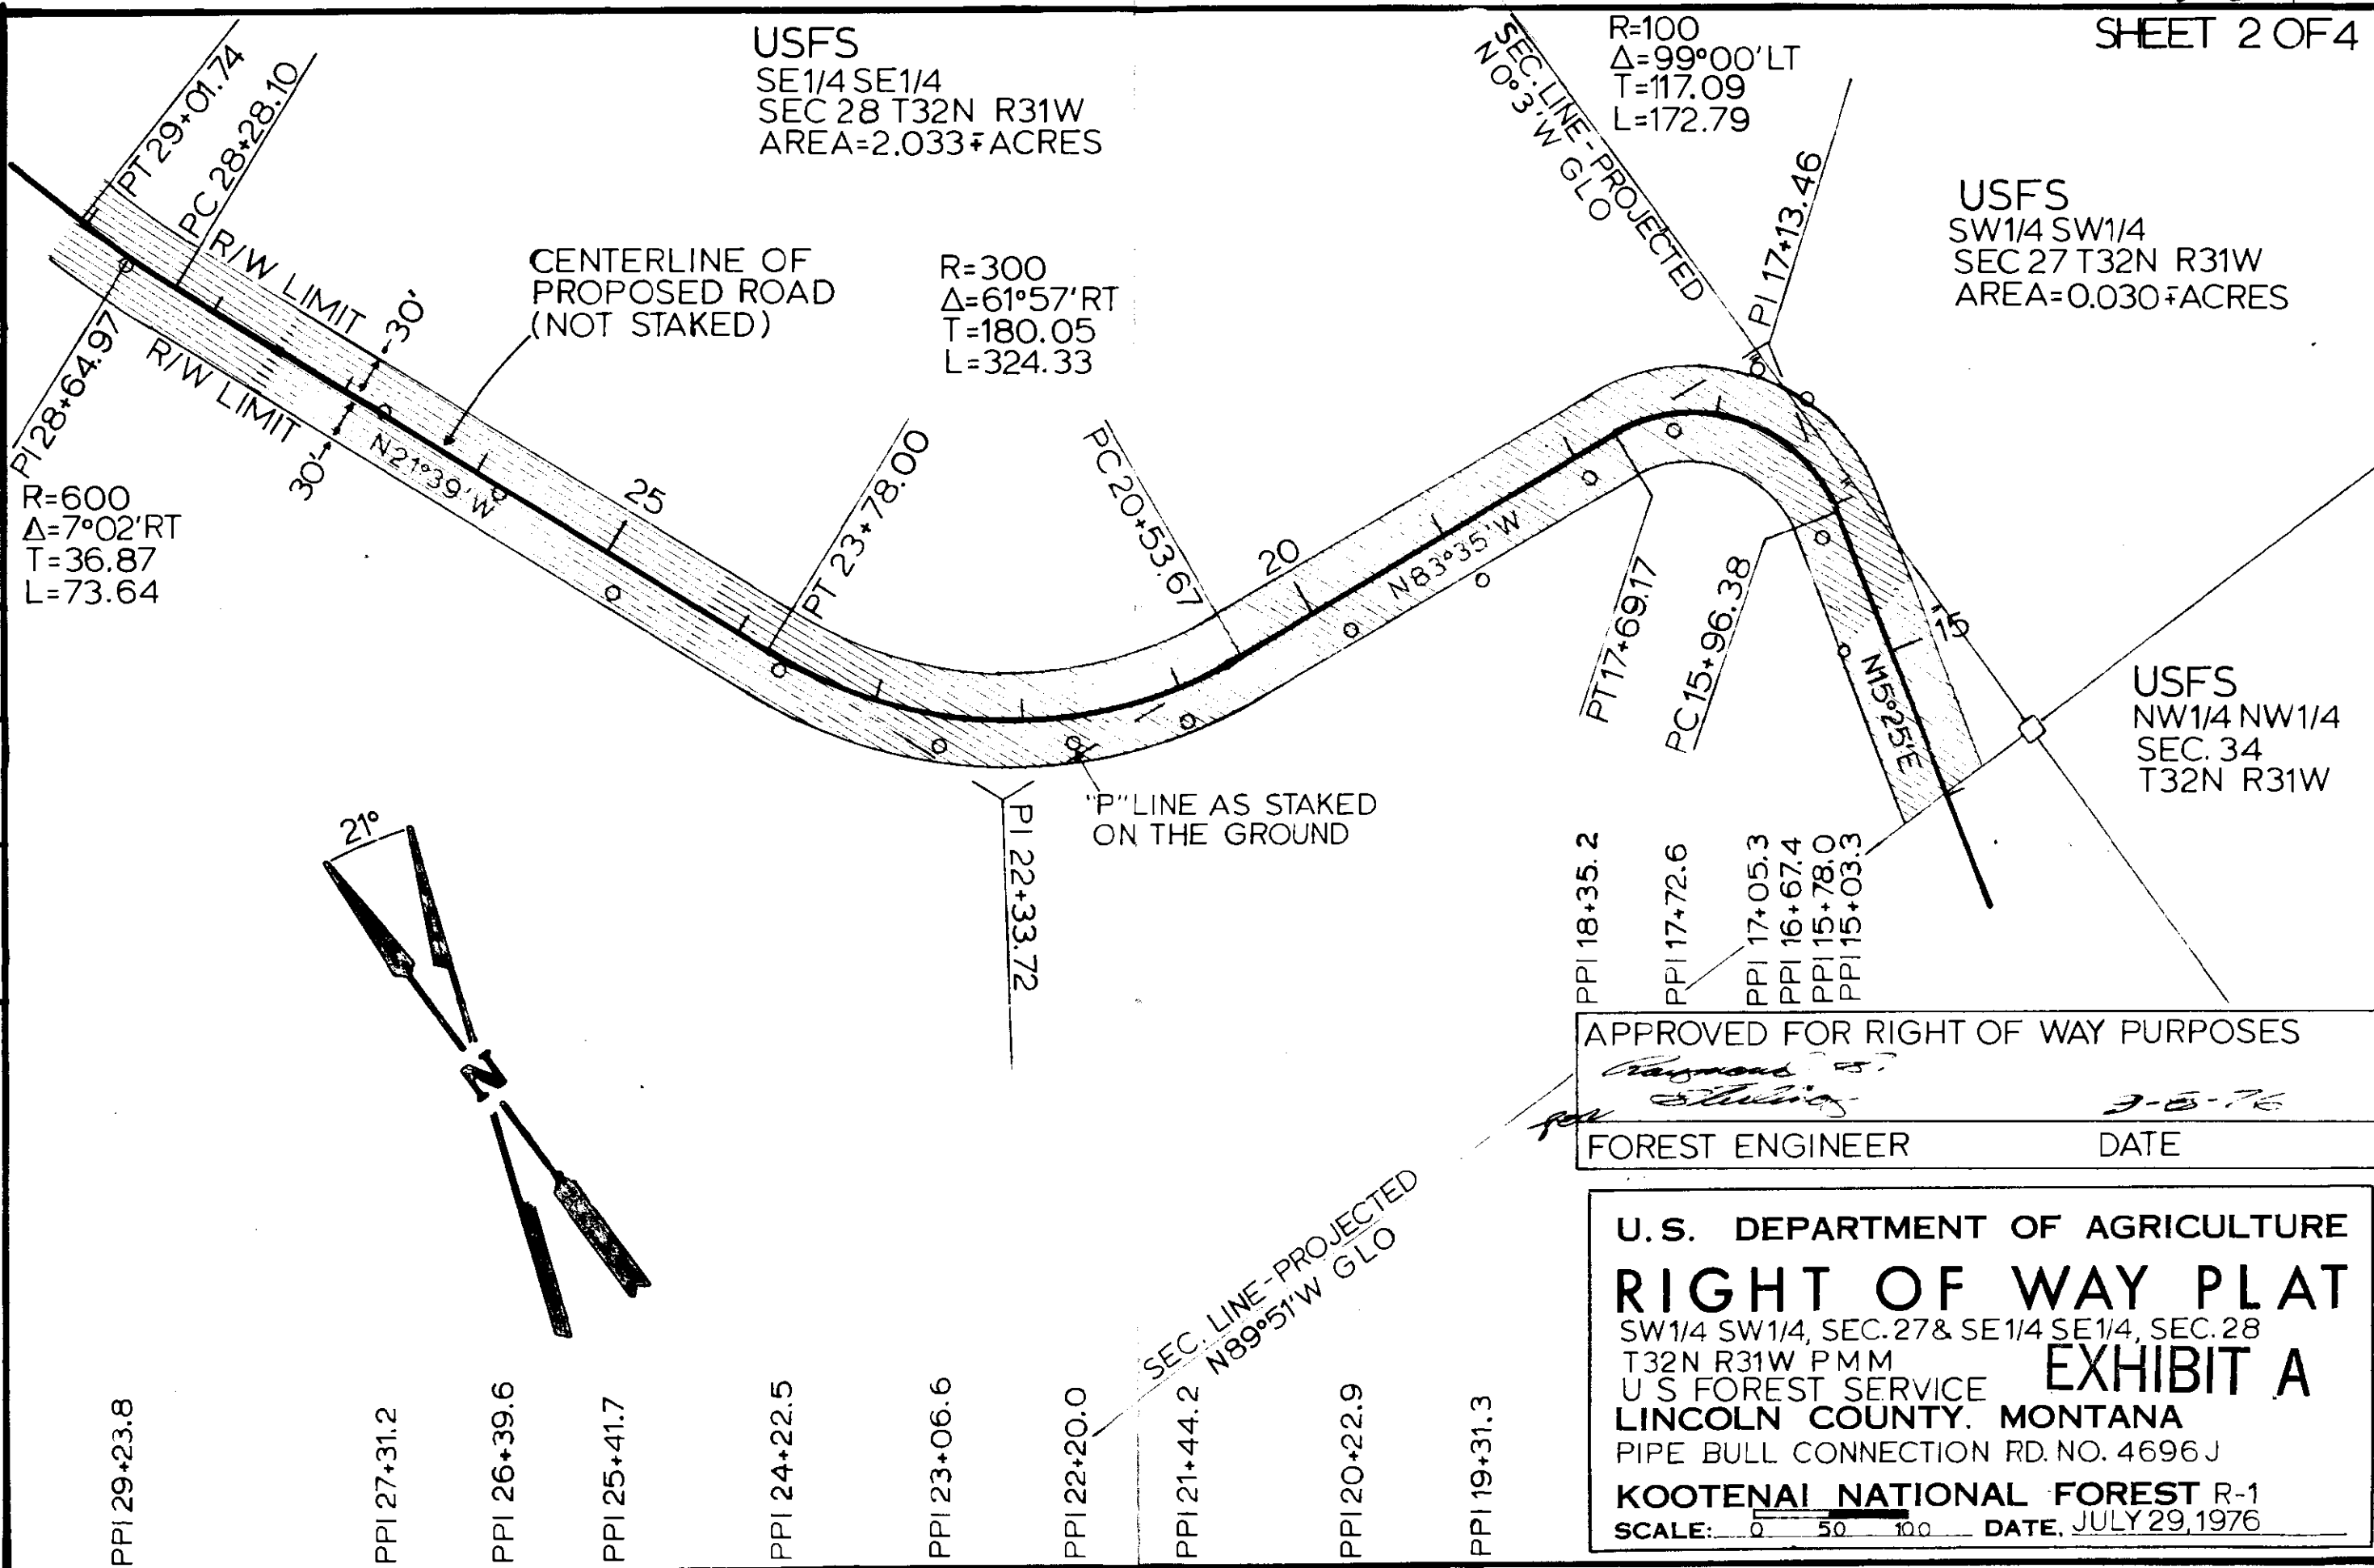 SHEET 2 OF 4
USFS
SE1/4 SE1/4
SEC 28 T32N R31W
AREA=2.033∓ACRES
R=100
Δ=99°00'LT
T=117.09
L=172.79
SEC. LINE-PROJECTED
N0°3'W GLO
PI 17+13.46
USFS
SW1/4 SW1/4
SEC 27 T32N R31W
AREA=0.030∓ACRES
PT 29+01.74
PC 28+28.10
R/W LIMIT
R/W LIMIT
30'
30'
PI 28+64.97
R=600
Δ=7°02'RT
T=36.87
L=73.64
CENTERLINE OF
PROPOSED ROAD
(NOT STAKED)
R=300
Δ=61°57'RT
T=180.05
L=324.33
N21°39'W
25
PT 23+78.00
PC 20+53.67
20
N83°35'W
PT 17+69.17
PC 15+96.38
15
N15°25'E
USFS
NW1/4 NW1/4
SEC. 34
T32N R31W
"P" LINE AS STAKED
ON THE GROUND
PI 22+33.72
21°
N
PPI 18+35.2
PPI 17+72.6
PPI 17+05.3
PPI 16+67.4
PPI 15+78.0
PPI 15+03.3
APPROVED FOR RIGHT OF WAY PURPOSES
Raymond
for
FOREST ENGINEER DATE
SEC. LINE-PROJECTED
N89°51'W GLO
PPI 29+23.8
PPI 27+31.2
PPI 26+39.6
PPI 25+41.7
PPI 24+22.5
PPI 23+06.6
PPI 22+20.0
PPI 21+44.2
PPI 20+22.9
PPI 19+31.3
U.S. DEPARTMENT OF AGRICULTURE
RIGHT OF WAY PLAT
SW1/4 SW1/4, SEC. 27 & SE1/4 SE1/4, SEC. 28
T32N R31W PMM
EXHIBIT A
U S FOREST SERVICE
LINCOLN COUNTY. MONTANA
PIPE BULL CONNECTION RD. NO. 4696J
KOOTENAI NATIONAL FOREST R-1
SCALE: 0 50 100 DATE, JULY 29, 1976